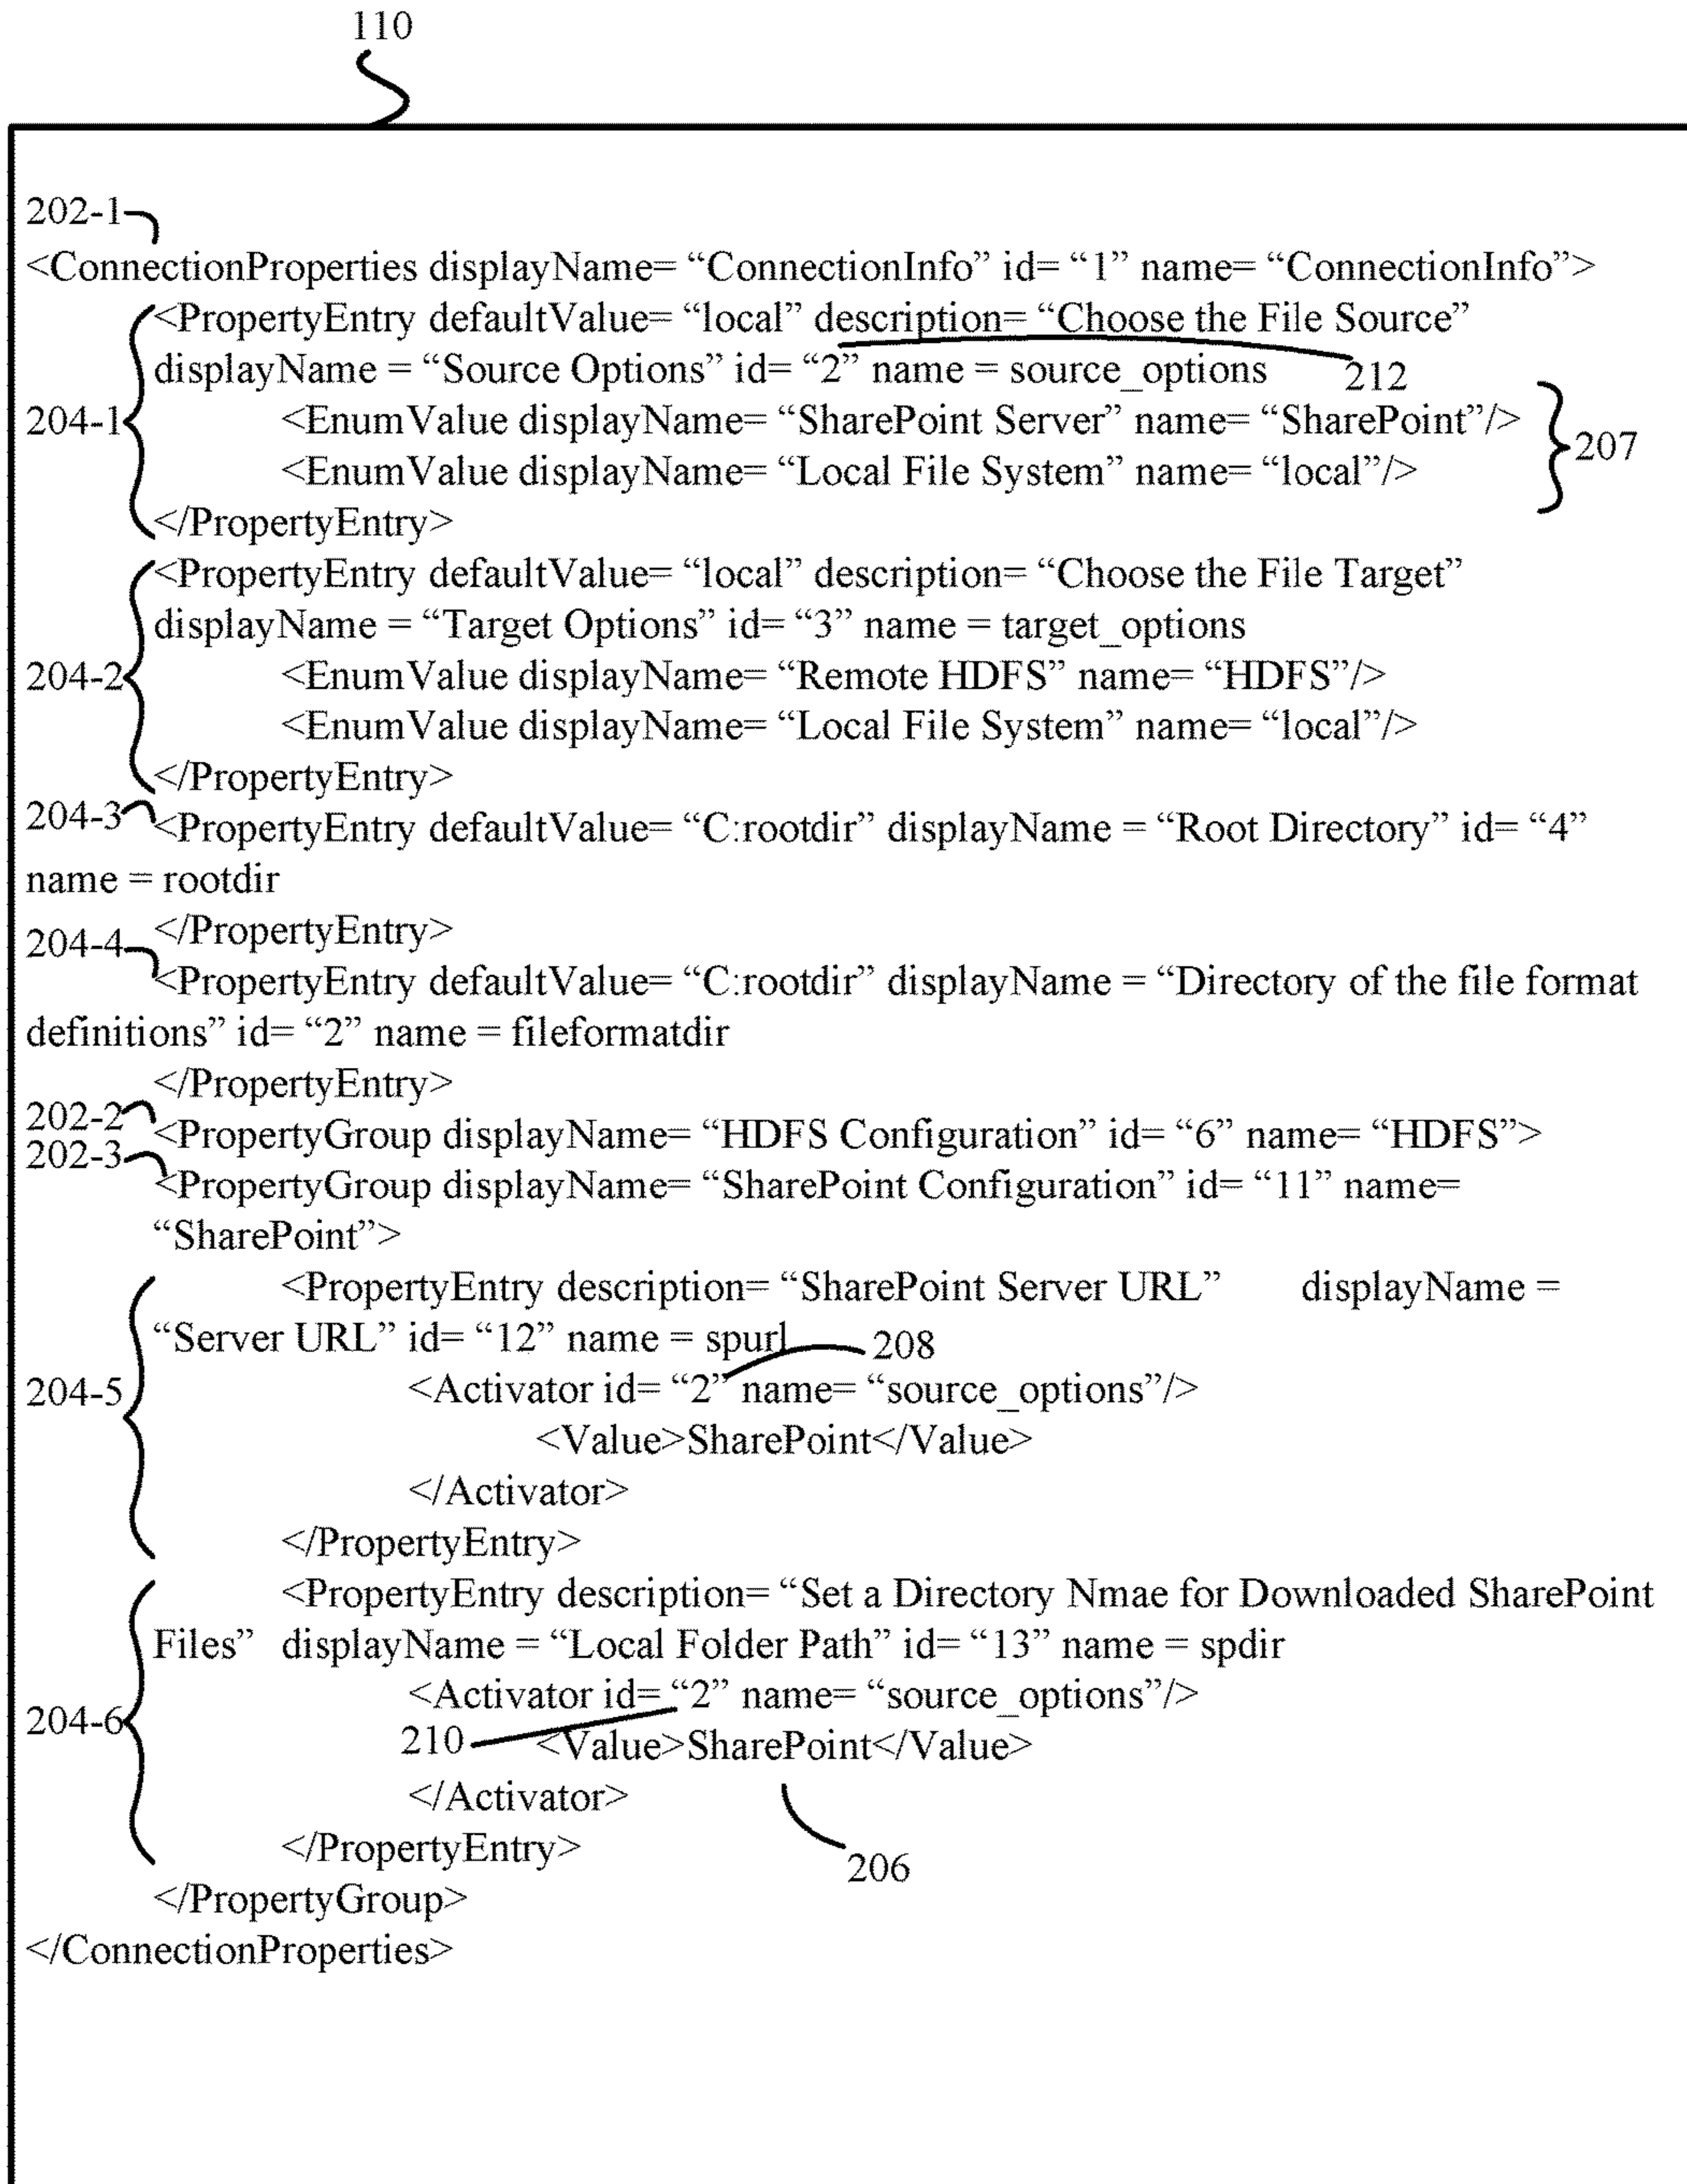 110
202-1
<ConnectionProperties displayName= “ConnectionInfo” id= “1” name= “ConnectionInfo”>
<PropertyEntry defaultValue= “local” description= “Choose the File Source”
displayName = “Source Options” id= “2” name = source_options 212
204-1 <EnumValue displayName= “SharePoint Server” name= “SharePoint”/>
207
<EnumValue displayName= “Local File System” name= “local”/>
</PropertyEntry>
<PropertyEntry defaultValue= “local” description= “Choose the File Target”
displayName = “Target Options” id= “3” name = target_options
204-2 <EnumValue displayName= “Remote HDFS” name= “HDFS”/>
<EnumValue displayName= “Local File System” name= “local”/>
</PropertyEntry>
204-3 <PropertyEntry defaultValue= “C:rootdir” displayName = “Root Directory” id= “4”
name = rootdir
</PropertyEntry>
204-4
<PropertyEntry defaultValue= “C:rootdir” displayName = “Directory of the file format
definitions” id= “2” name = fileformatdir
</PropertyEntry>
202-2 <PropertyGroup displayName= “HDFS Configuration” id= “6” name= “HDFS”>
202-3 <PropertyGroup displayName= “SharePoint Configuration” id= “11” name=
“SharePoint”>
<PropertyEntry description= “SharePoint Server URL” displayName =
“Server URL” id= “12” name = spurl 208
204-5 <Activator id= “2” name= “source_options”/>
<Value>SharePoint</Value>
</Activator>
</PropertyEntry>
<PropertyEntry description= “Set a Directory Nmae for Downloaded SharePoint
Files” displayName = “Local Folder Path” id= “13” name = spdir
<Activator id= “2” name= “source_options”/>
204-6 210 <Value>SharePoint</Value>
</Activator>
</PropertyEntry>
206
</PropertyGroup>
</ConnectionProperties>